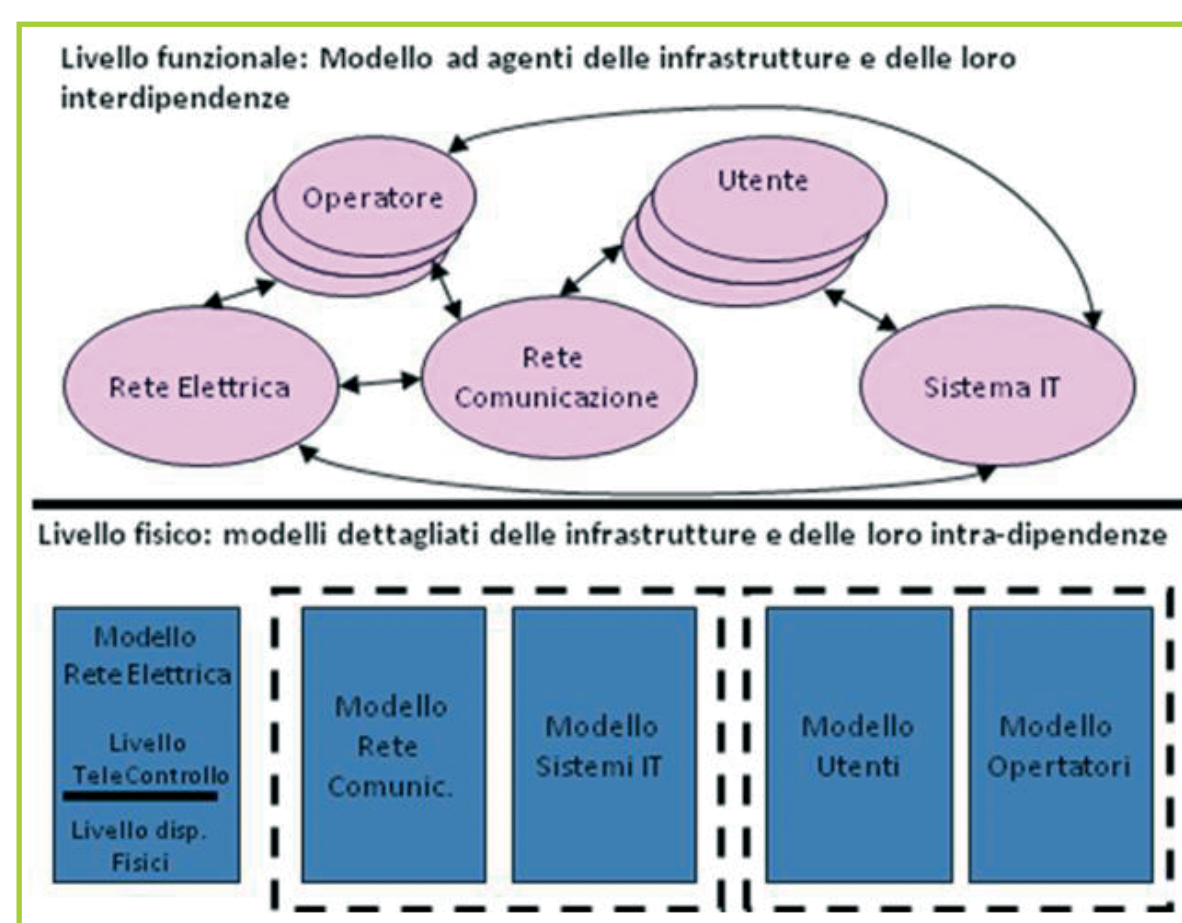 Livello funzionale: Modello ad agenti delle infrastrutture e delle loro
interdipendenze
Operatore
Utente
Rete Elettrica
Rete
Comunicazione
Sistema IT
Livello fisico: modelli dettagliati delle infrastrutture e delle loro intra-dipendenze
Modello
Rete Elettrica
Livello
TeleControllo
Livello disp.
Fisici
Modello
Rete
Comunic.
Modello
Sistemi IT
Modello
Utenti
Modello
Opertatori